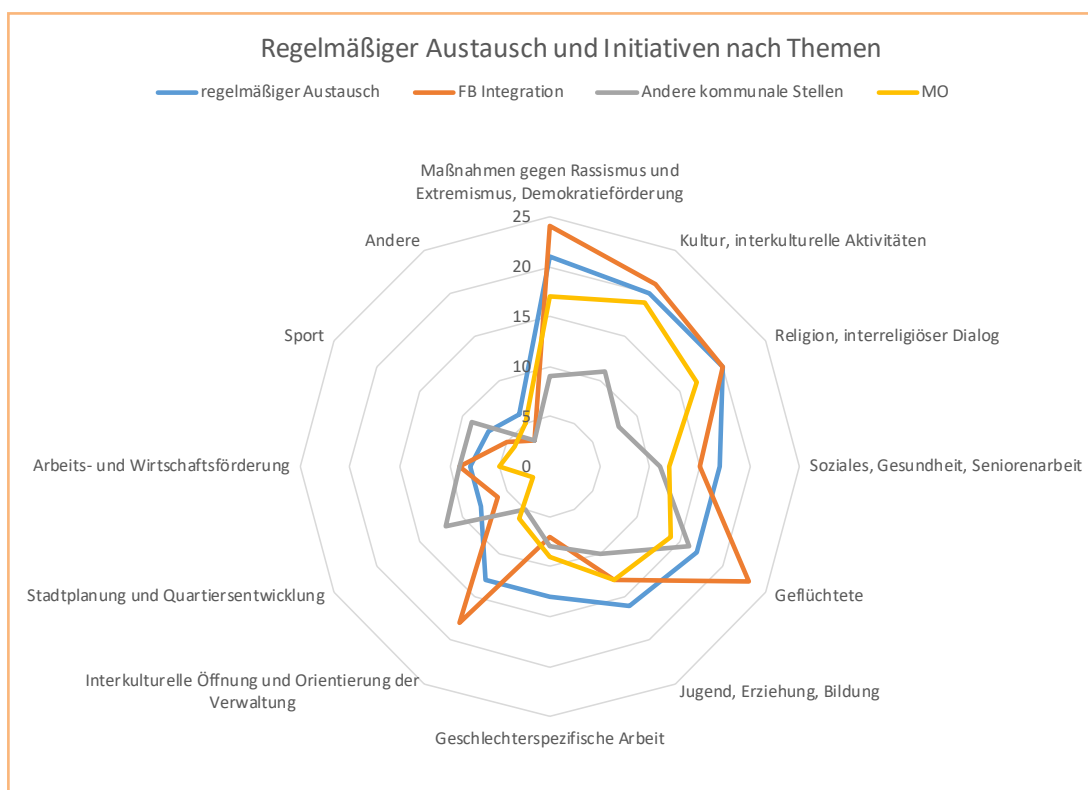 Regelmäßiger Austausch und Initiativen nach Themen
regelmäßiger Austausch
FB Integration
Andere kommunale Stellen
MO
Maßnahmen gegen Rassismus und
Extremismus, Demokratieförderung
Kultur, interkulturelle Aktivitäten
Religion, interreligiöser Dialog
Soziales, Gesundheit, Seniorenarbeit
Geflüchtete
Jugend, Erziehung, Bildung
Geschlechterspezifische Arbeit
Interkulturelle Öffnung und Orientierung der
Verwaltung
Stadtplanung und Quartiersentwicklung
Arbeits- und Wirtschaftsförderung
Sport
Andere
25
20
15
10
5
0